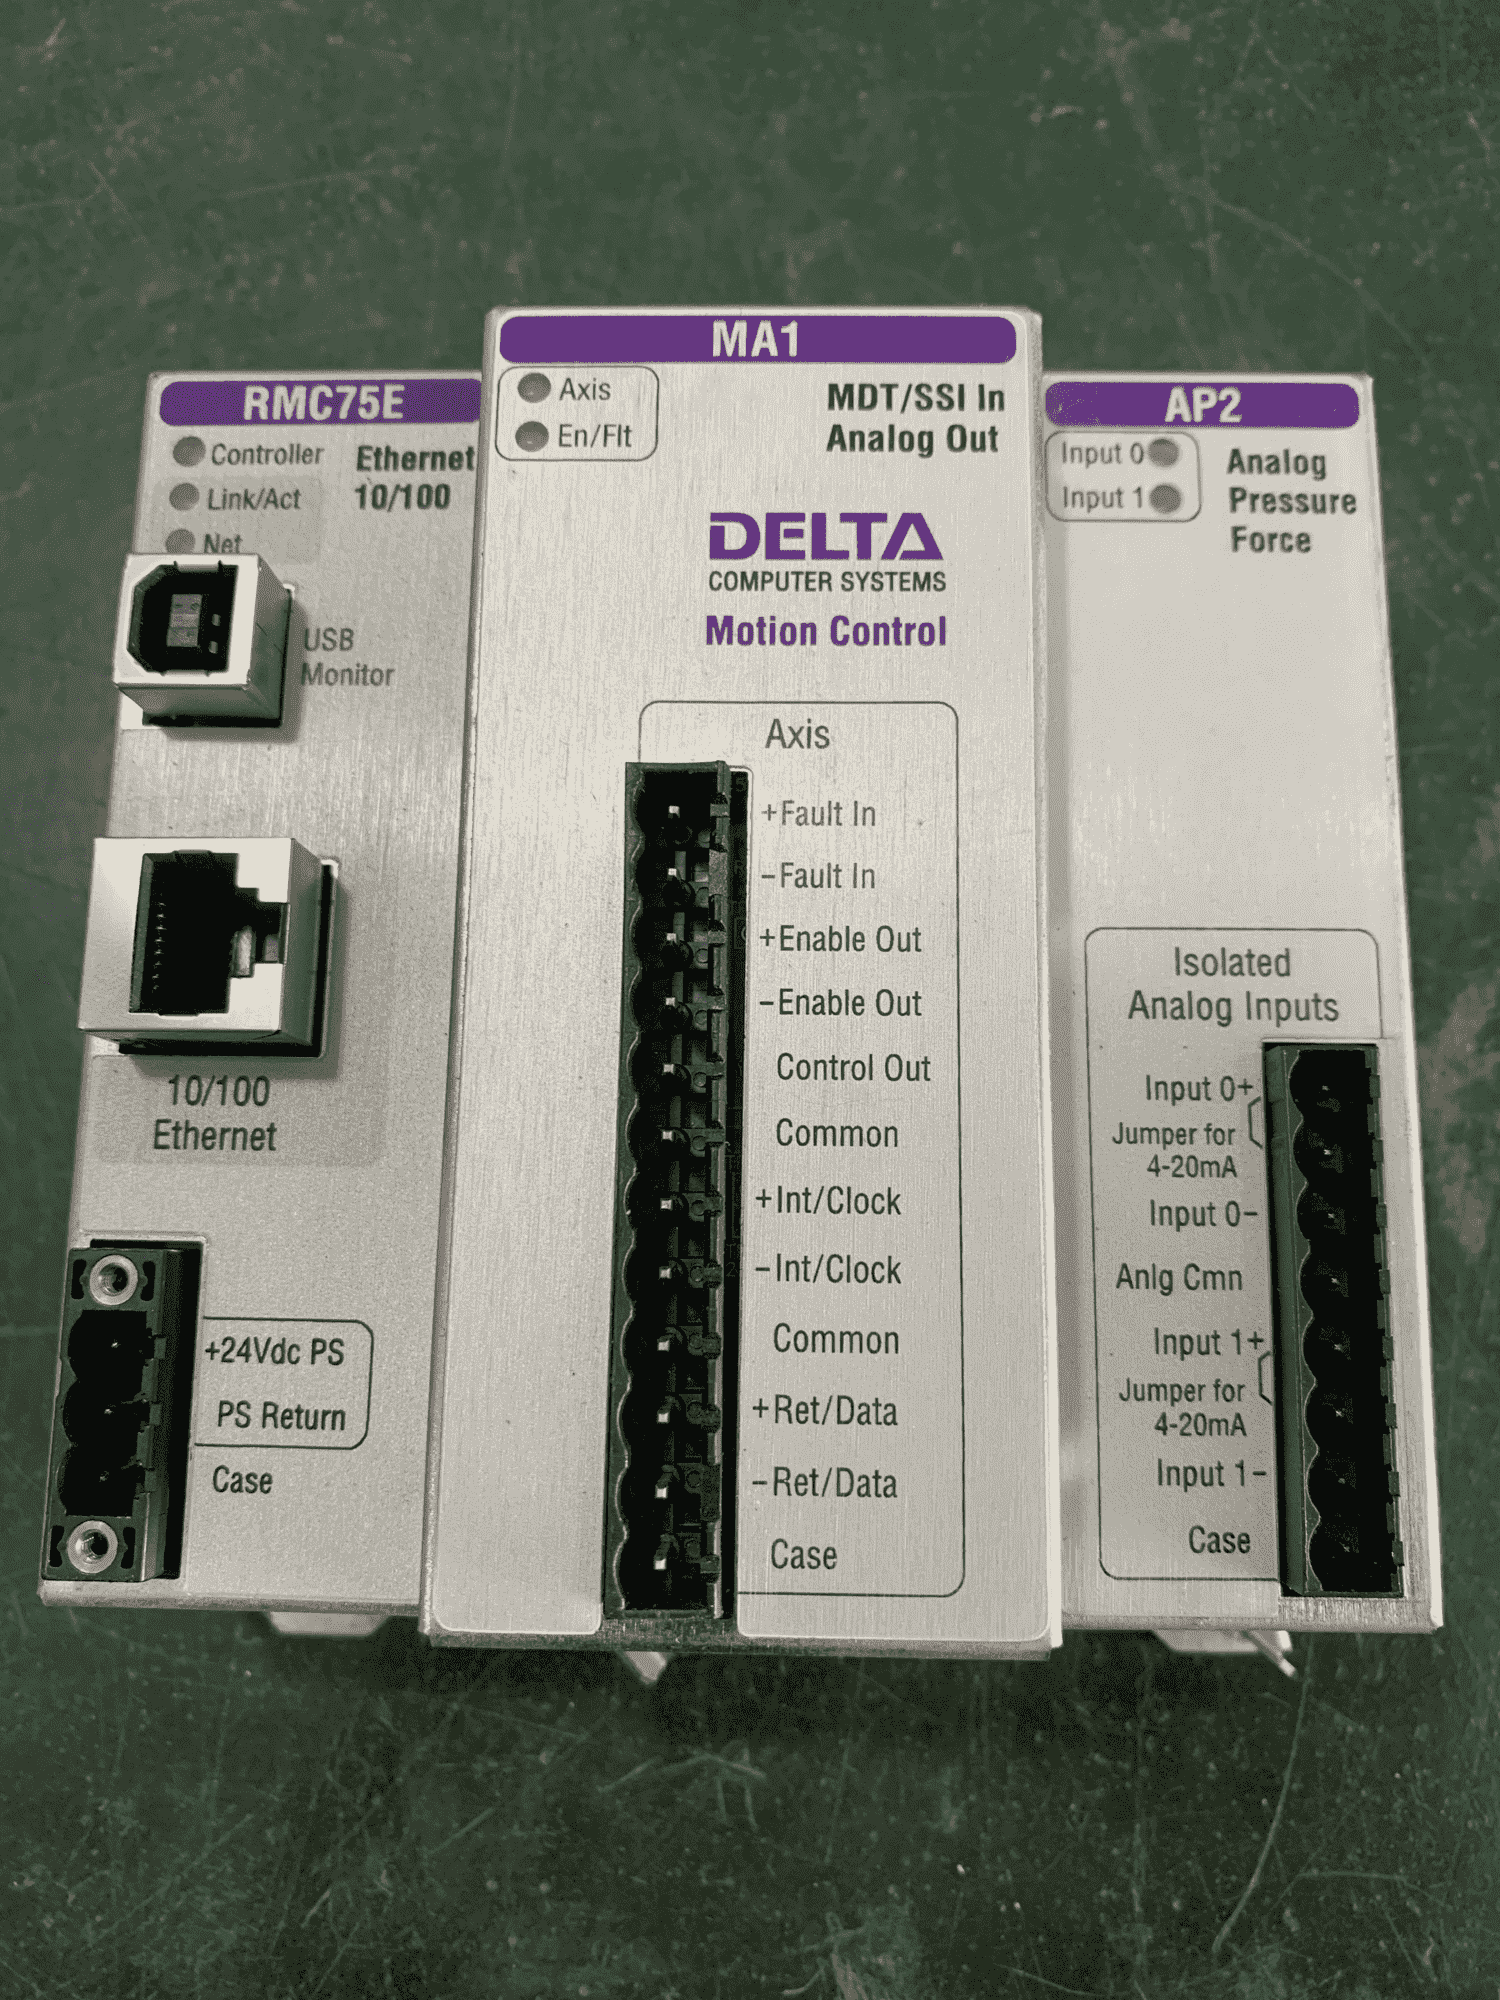 RMC75E
Controller
Link/Act
Net
Ethernet
10/100
USB
Monitor
10/100
Ethernet
+24Vdc PS
PS Return
Case
MA1
Axis
En/Flt
MDT/SSI In
Analog Out
DELTA
COMPUTER SYSTEMS
Motion Control
Axis
+Fault In
-Fault In
+Enable Out
-Enable Out
Control Out
Common
+Int/Clock
-Int/Clock
Common
+Ret/Data
-Ret/Data
Case
AP2
Input 0
Input 1
Analog
Pressure
Force
Isolated
Analog Inputs
Input 0+
Jumper for
4-20mA
Input 0-
Anlg Cmn
Input 1+
Jumper for
4-20mA
Input 1-
Case